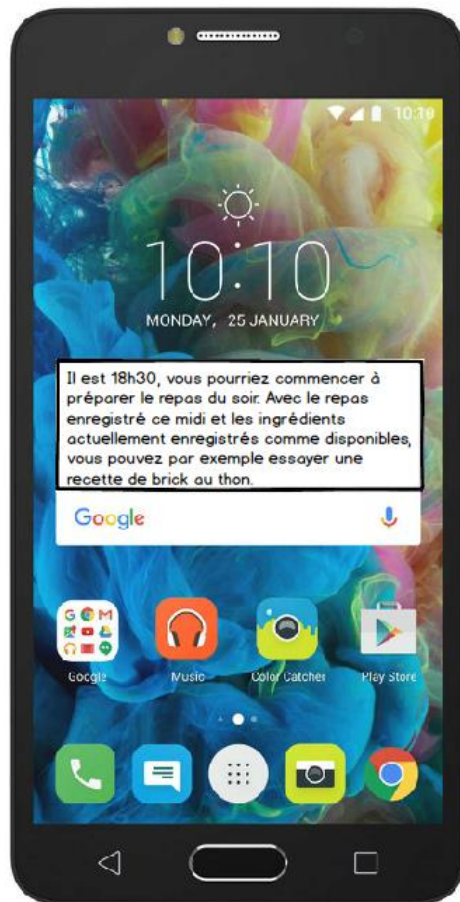 10:10
10:10
MONDAY, 25 JANUARY
Il est 18h30, vous pourriez commencer à
préparer le repas du soir. Avec le repas
enregistré ce midi et les ingrédients
actuellement enregistrés comme disponibles,
vous pouvez par exemple essayer une
recette de brick au thon.
Google
Google Music Color Catcher Play Store